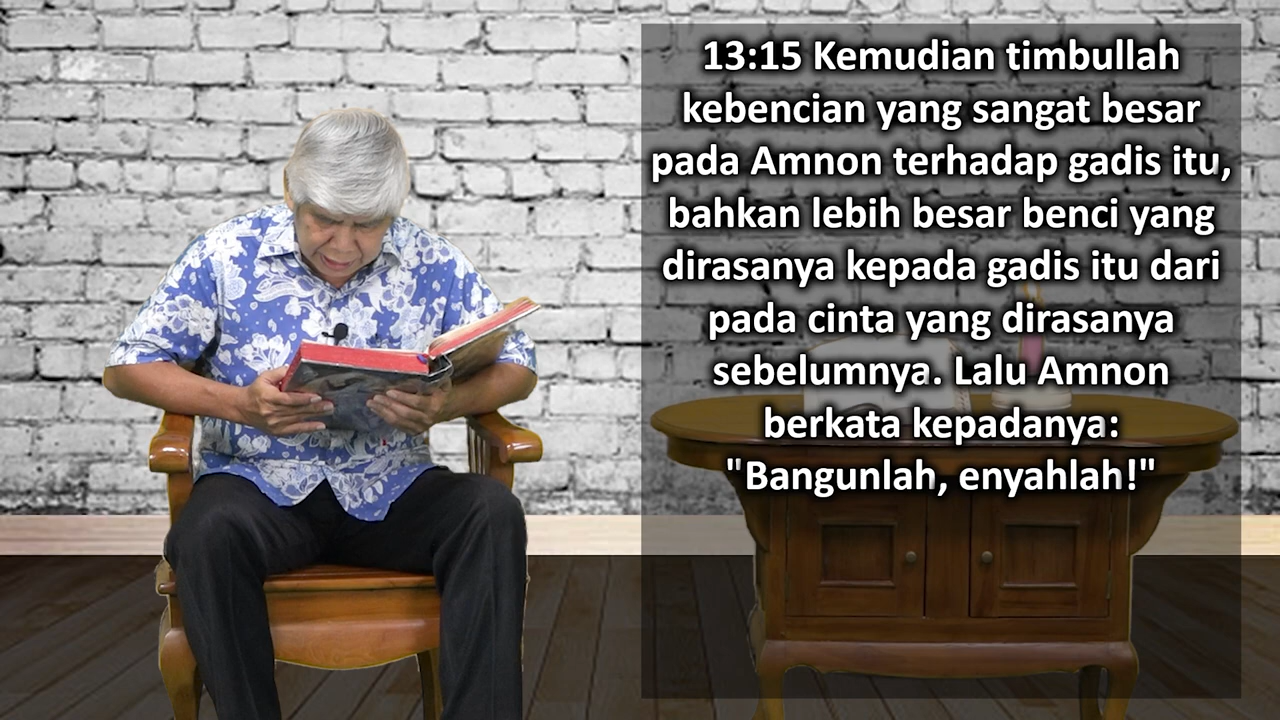 13:15 Kemudian timbullah
kebencian yang sangat besar
pada Amnon terhadap gadis itu,
bahkan lebih besar benci yang
dirasanya kepada gadis itu dari
pada cinta yang dirasanya
sebelumnya. Lalu Amnon
berkata kepadanya:
"Bangunlah, enyahlah!"